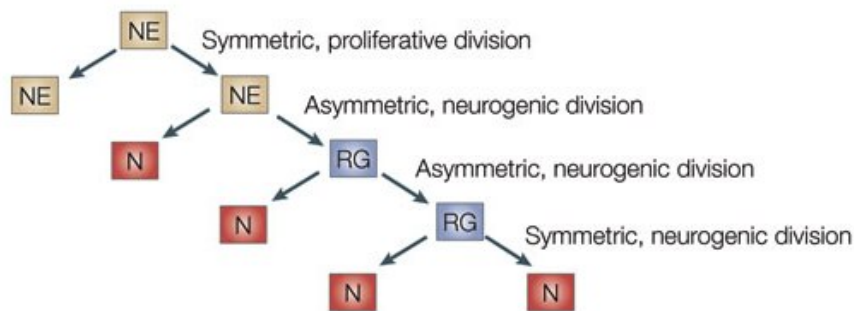 NE
Symmetric, proliferative division
NE
NE
Asymmetric, neurogenic division
N
RG
Asymmetric, neurogenic division
N
RG
Symmetric, neurogenic division
N
N